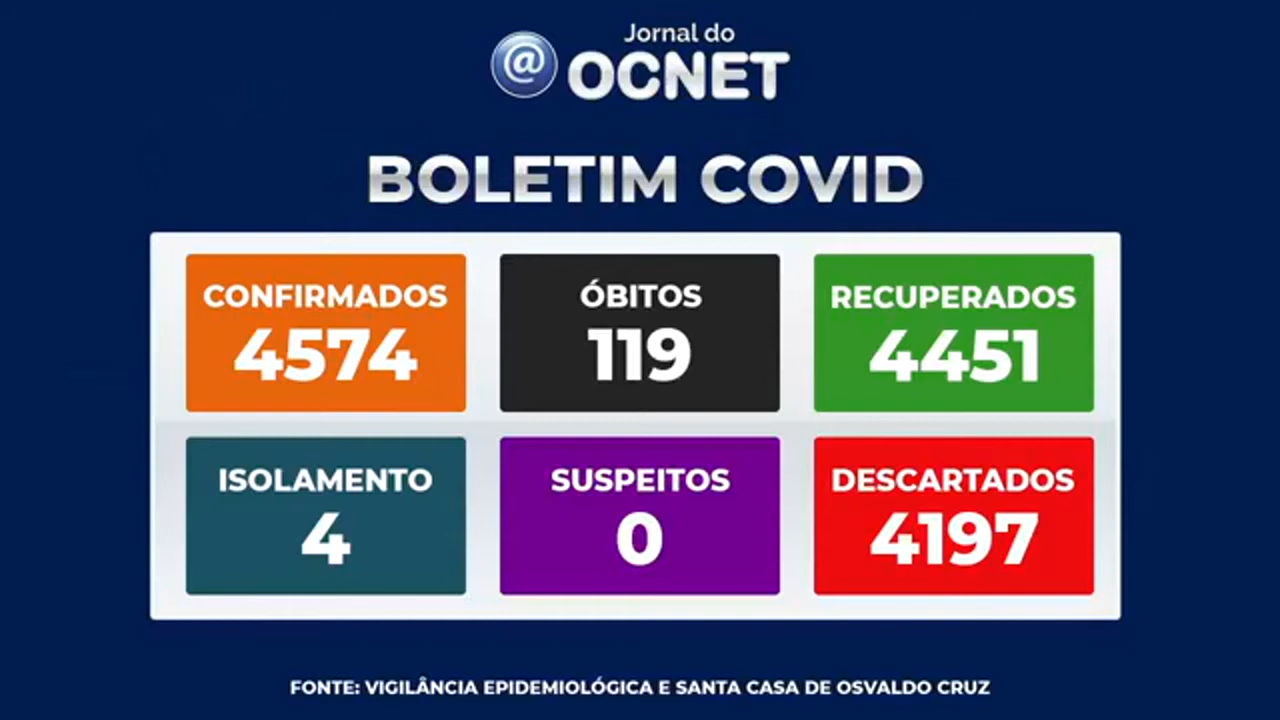 Jornal do
@ OCNET
BOLETIM COVID
CONFIRMADOS
4574
ÓBITOS
119
RECUPERADOS
4451
ISOLAMENTO
4
SUSPEITOS
0
DESCARTADOS
4197
FONTE: VIGILÂNCIA EPIDEMIOLÓGICA E SANTA CASA DE OSVALDO CRUZ